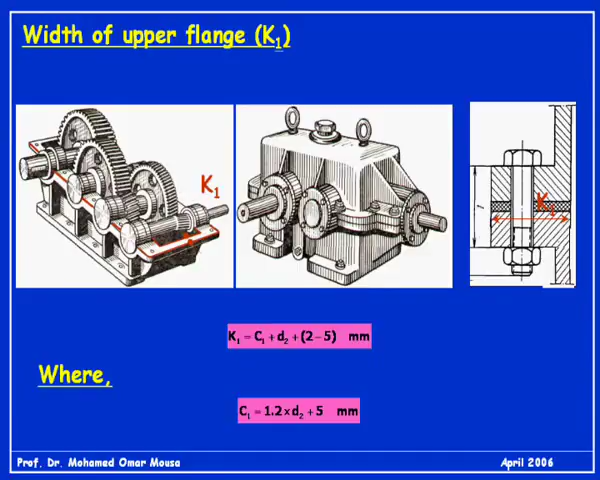 Width of upper flange (K₁)
K₁
K₁
K₁ = C₁ + d₂ + (2 − 5) mm
Where,
C₁ = 1.2 × d₂ + 5 mm
Prof. Dr. Mohamed Omar Mousa
April 2006